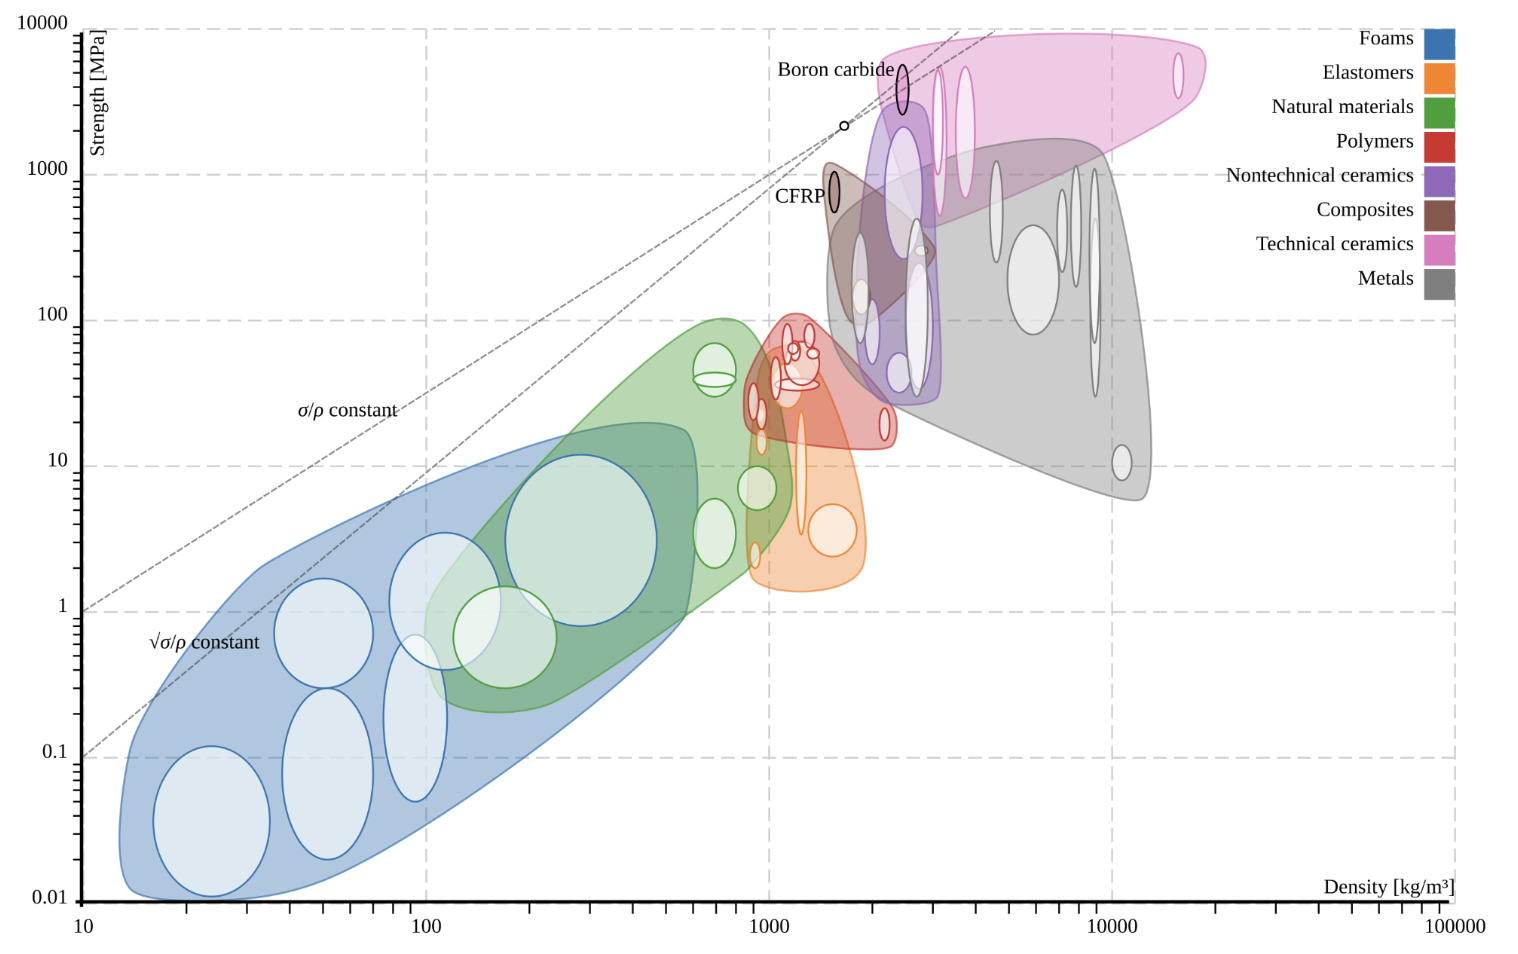 10000
1000
100
10
1
0.1
0.01
Strength [MPa]
Boron carbide
CFRP
σ/ρ constant
√σ/ρ constant
Foams
Elastomers
Natural materials
Polymers
Nontechnical ceramics
Composites
Technical ceramics
Metals
Density [kg/m³]
10
100
1000
10000
100000